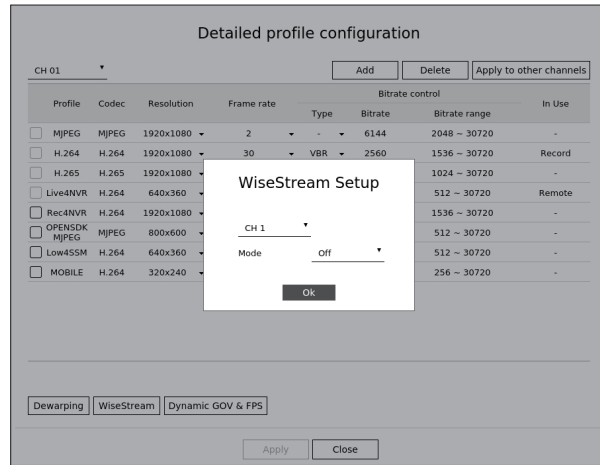 Detailed profile configuration
CH 01 Add Delete Apply to other channels
Profile Codec Resolution Frame rate Bitrate control In Use
Type Bitrate Bitrate range
MJPEG MJPEG 1920x1080 2 - 6144 2048 ~ 30720 -
H.264 H.264 1920x1080 30 VBR 2560 1536 ~ 30720 Record
H.265 H.265 1920x1080 1024 ~ 30720 -
Live4NVR H.264 640x360 512 ~ 30720 Remote
Rec4NVR H.264 1920x1080 1536 ~ 30720 -
OPENSDK MJPEG MJPEG 800x600 512 ~ 30720 -
Low4SSM H.264 640x360 512 ~ 30720 -
MOBILE H.264 320x240 256 ~ 30720 -
WiseStream Setup
CH 1
Mode Off
Ok
Dewarping WiseStream Dynamic GOV & FPS
Apply Close